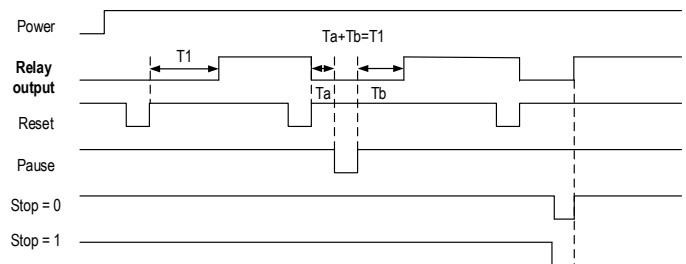 Power
Ta+Tb=T1
T1
Relay
output
Ta
Tb
Reset
Pause
Stop = 0
Stop = 1